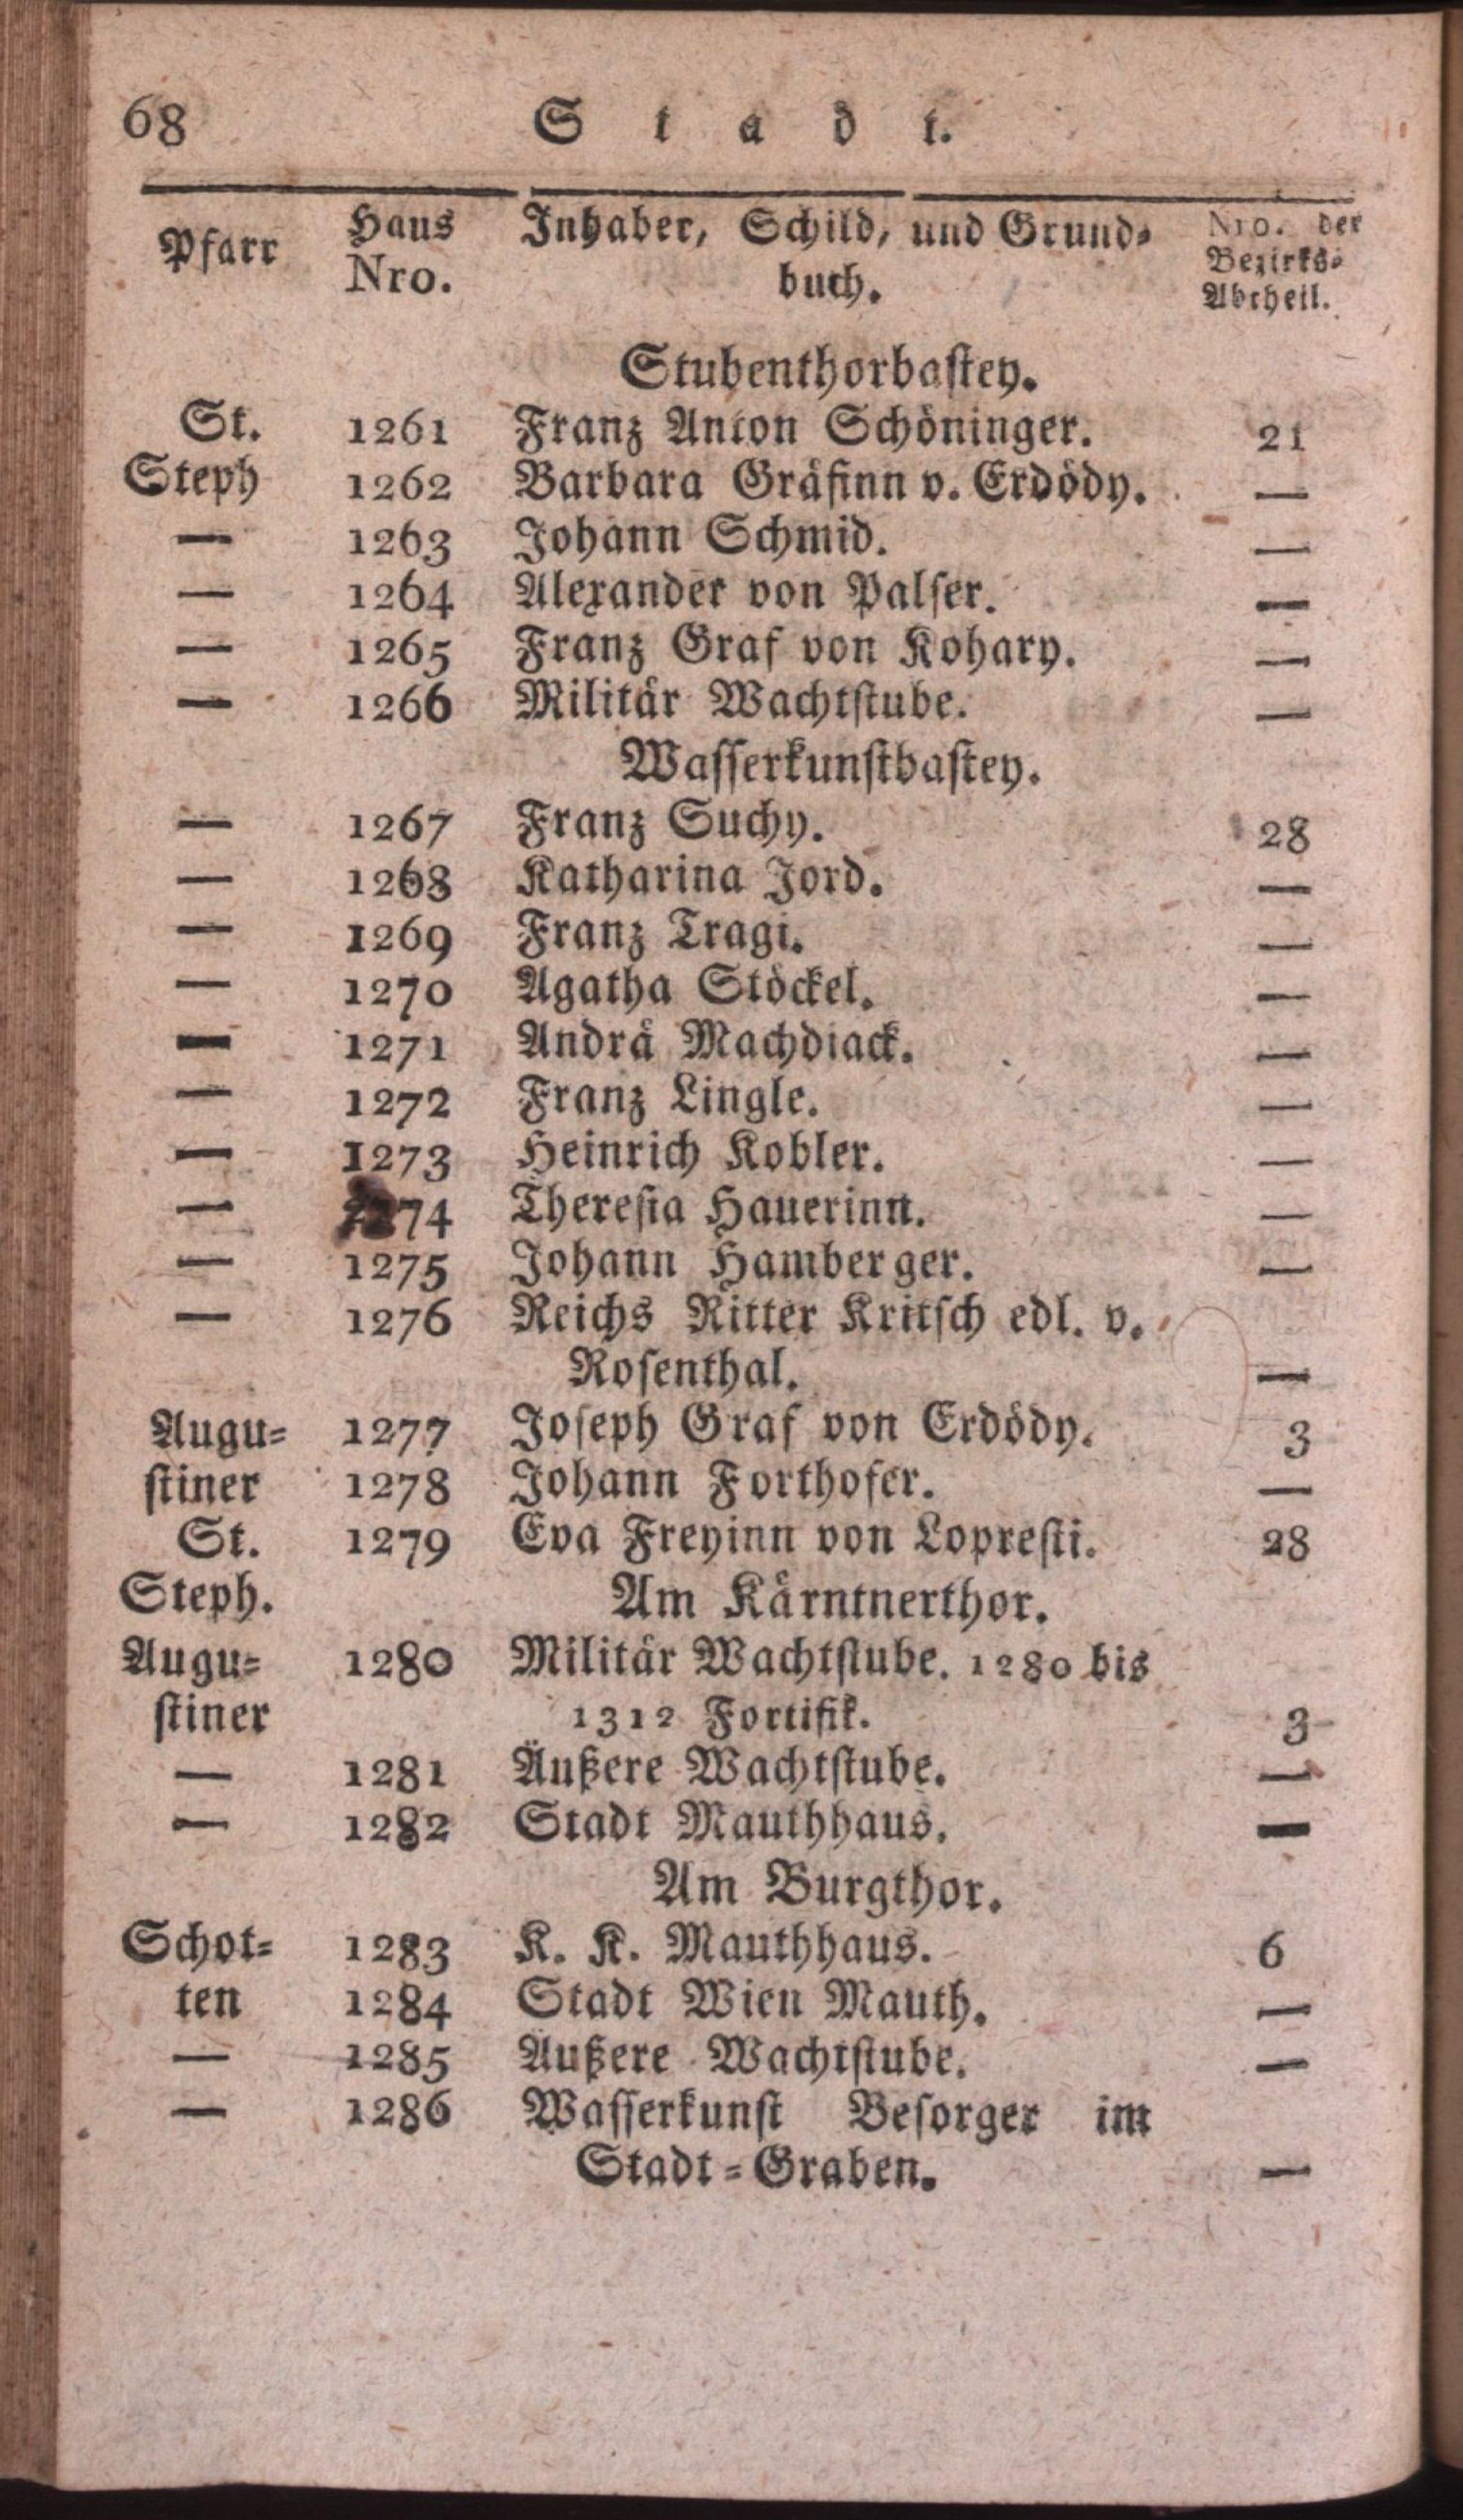 68 Stadt.
Pfarr Haus Nro. Inhaber, Schild, und Grund- Nro. der Bezirks-
buch. Abtheil.
Stubenthorbastey.
St. 1261 Franz Anton Schöninger. 21
Steph 1262 Barbara Gräfinn v. Erdödy. —
— 1263 Johann Schmid. —
— 1264 Alexander von Palser. —
— 1265 Franz Graf von Kohary. —
— 1266 Militär Wachtstube. —
Wasserkunstbastey.
— 1267 Franz Suchy. 28
— 1268 Katharina Jord. —
— 1269 Franz Tragi. —
— 1270 Agatha Stöckel. —
— 1271 Andrä Machdiack. —
— 1272 Franz Lingle. —
— 1273 Heinrich Kobler. —
— 1274 Theresia Hauerinn. —
— 1275 Johann Hamberger. —
— 1276 Reichs Ritter Kritsch edl. v.
Rosenthal. —
Augu- 1277 Joseph Graf von Erdödy. 3
stiner 1278 Johann Forthofer. —
St. 1279 Eva Freyinn von Lopresti. 28
Steph. Am Kärntnerthor.
Augu- 1280 Militär Wachtstube. 1280 bis
stiner 1312 Fortifik. 3
— 1281 Äußere Wachtstube. —
— 1282 Stadt Mauthhaus. —
Am Burgthor.
Schot- 1283 K. K. Mauthhaus. 6
ten 1284 Stadt Wien Mauth. —
— 1285 Äußere Wachtstube. —
— 1286 Wasserkunst Besorger im
Stadt-Graben. —